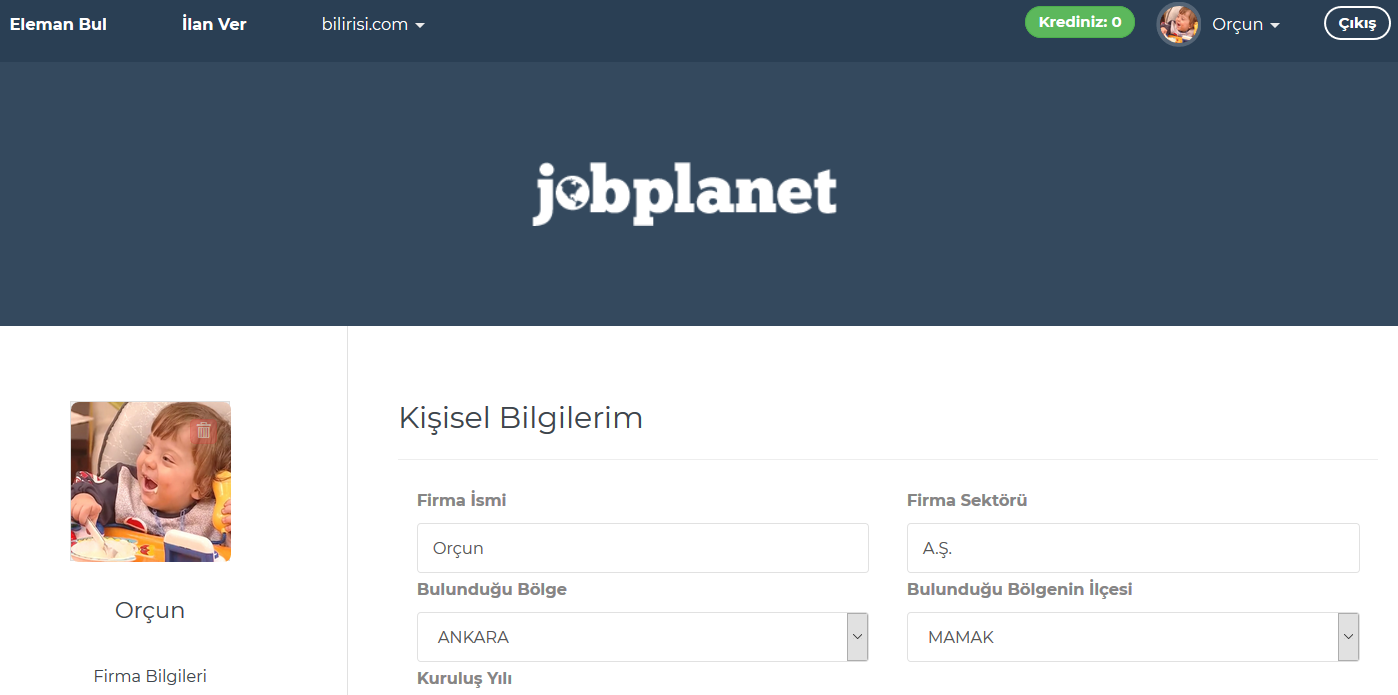 Eleman Bul İlan Ver bilirisi.com Krediniz: 0 Orçun Çıkış
jobplanet
Kişisel Bilgilerim
Firma İsmi Firma Sektörü
Orçun A.Ş.
Bulunduğu Bölge Bulunduğu Bölgenin İlçesi
Orçun
ANKARA MAMAK
Firma Bilgileri
Kuruluş Yılı